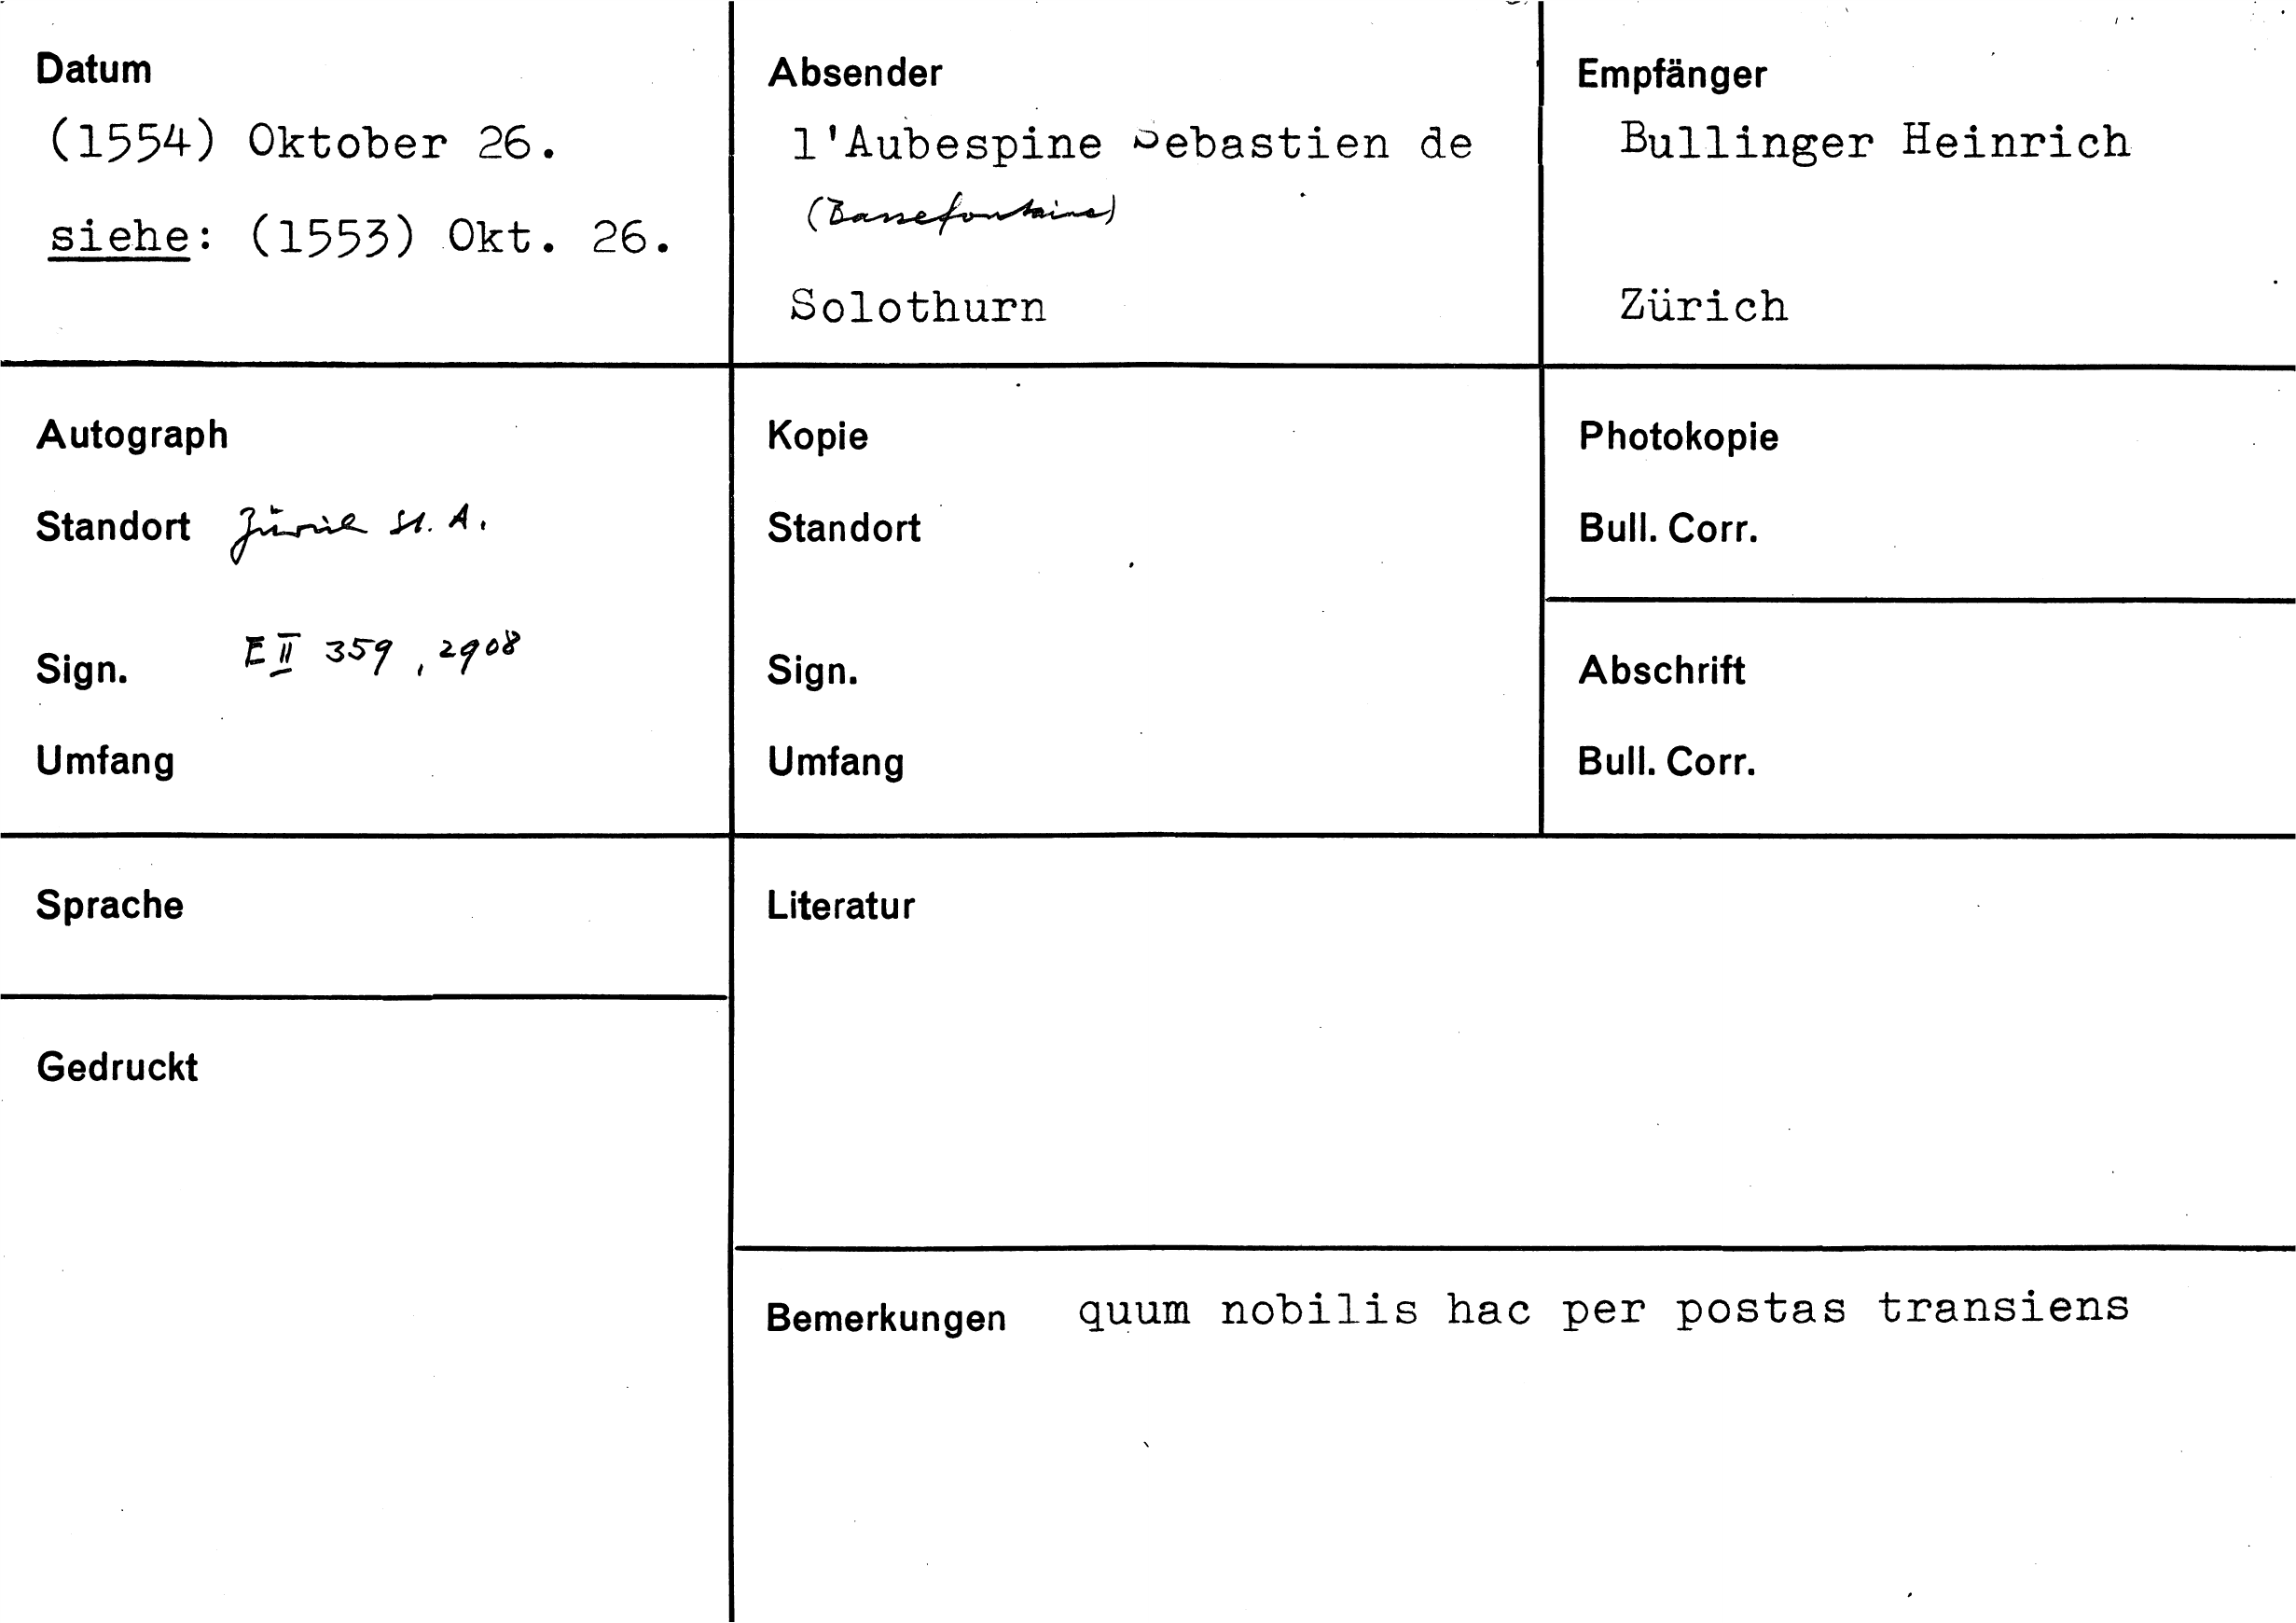 Datum
(1554) Oktober 26.
siehe: (1553) Okt. 26.
Absender
l'Aubespine Sebastien de
(Bassefontaine)
Solothurn
Empfänger
Bullinger Heinrich
Zürich
Autograph
Standort Zürich St. A.
Sign. E II 359, 2908
Umfang
Kopie
Standort
Sign.
Umfang
Photokopie
Bull. Corr.
Abschrift
Bull. Corr.
Sprache
Gedruckt
Literatur
Bemerkungen quum nobilis hac per postas transiens